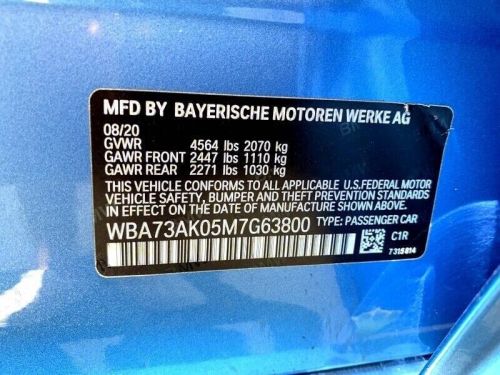 MFD BY BAYERISCHE MOTOREN WERKE AG
08/20
GVWR 4564 lbs 2070 kg
GAWR FRONT 2447 lbs 1110 kg
GAWR REAR 2271 lbs 1030 kg
THIS VEHICLE CONFORMS TO ALL APPLICABLE U.S.FEDERAL MOTOR
VEHICLE SAFETY, BUMPER AND THEFT PREVENTION STANDARDS
IN EFFECT ON THE DATE OF MANUFACTURE SHOWN ABOVE.
WBA73AK05M7G63800 TYPE: PASSENGER CAR
C1R
7315814